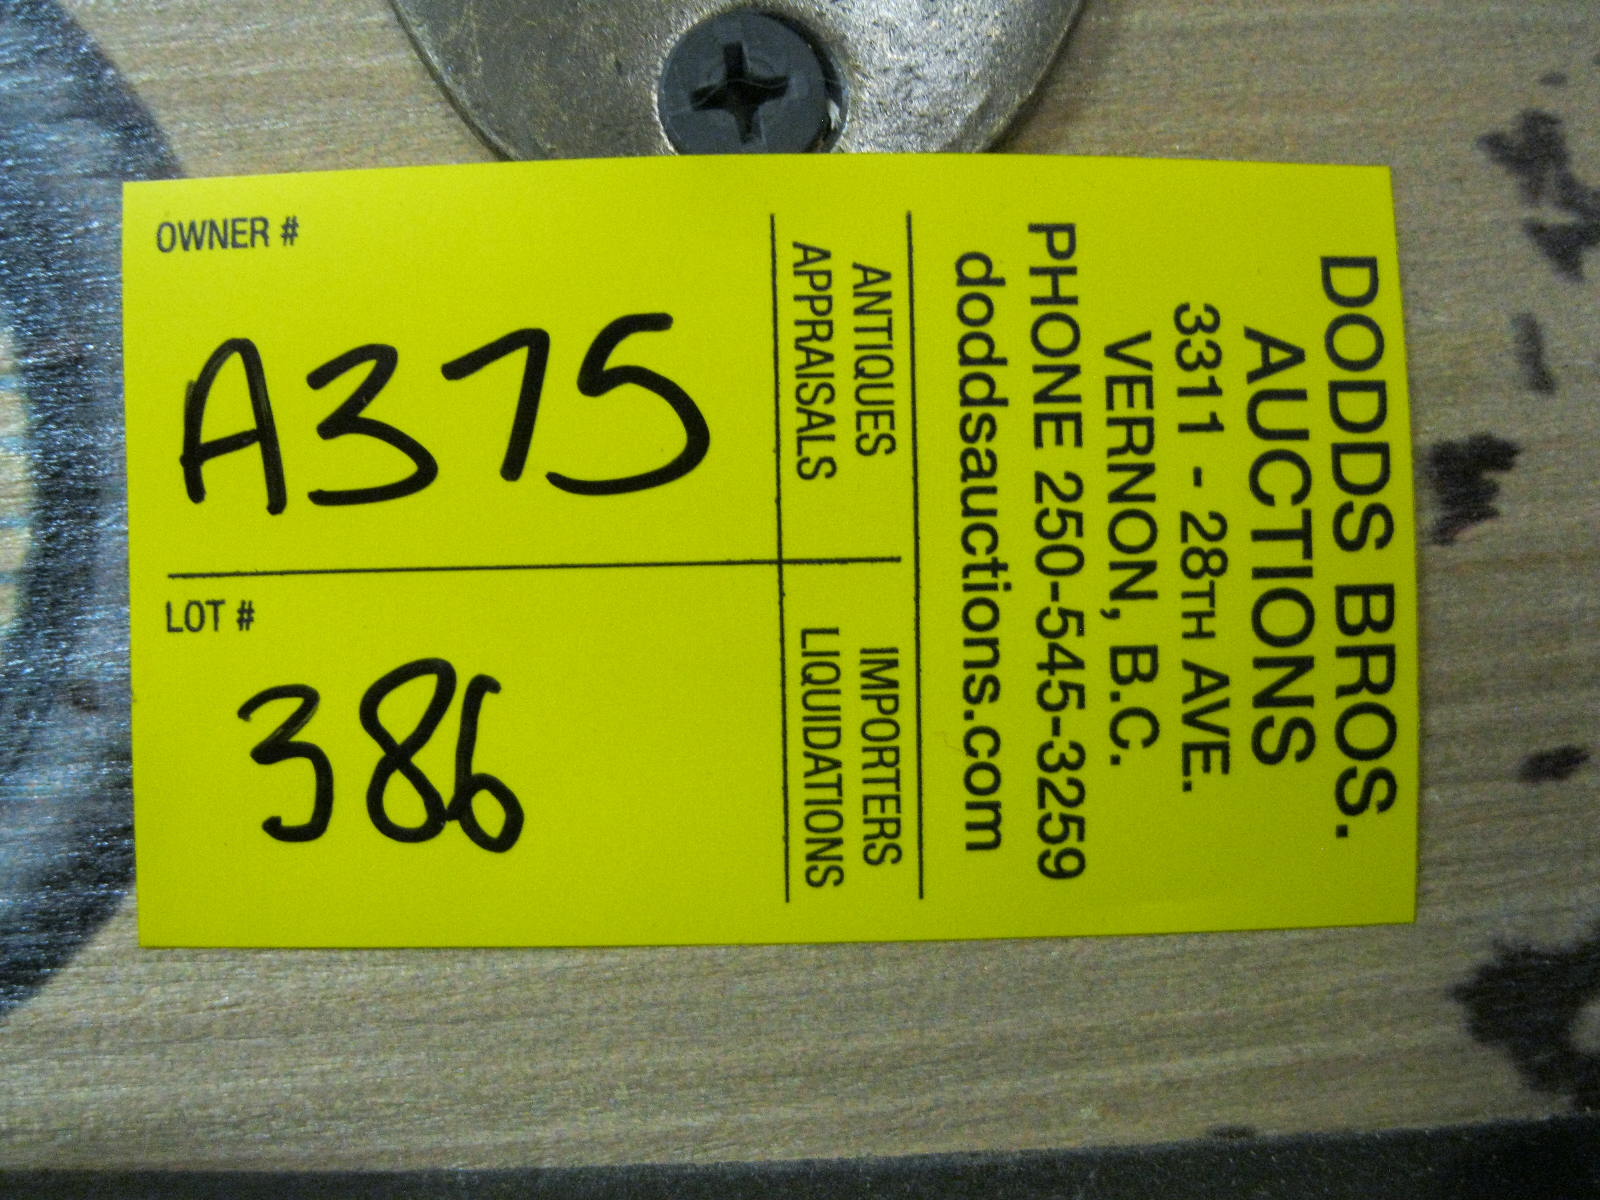 DODDS BROS.
AUCTIONS
3311 - 28TH AVE.
VERNON, B.C.
PHONE 250-545-3259
doddsauctions.com
ANTIQUES
APPRAISALS
IMPORTERS
LIQUIDATIONS
OWNER #
A375
LOT #
386